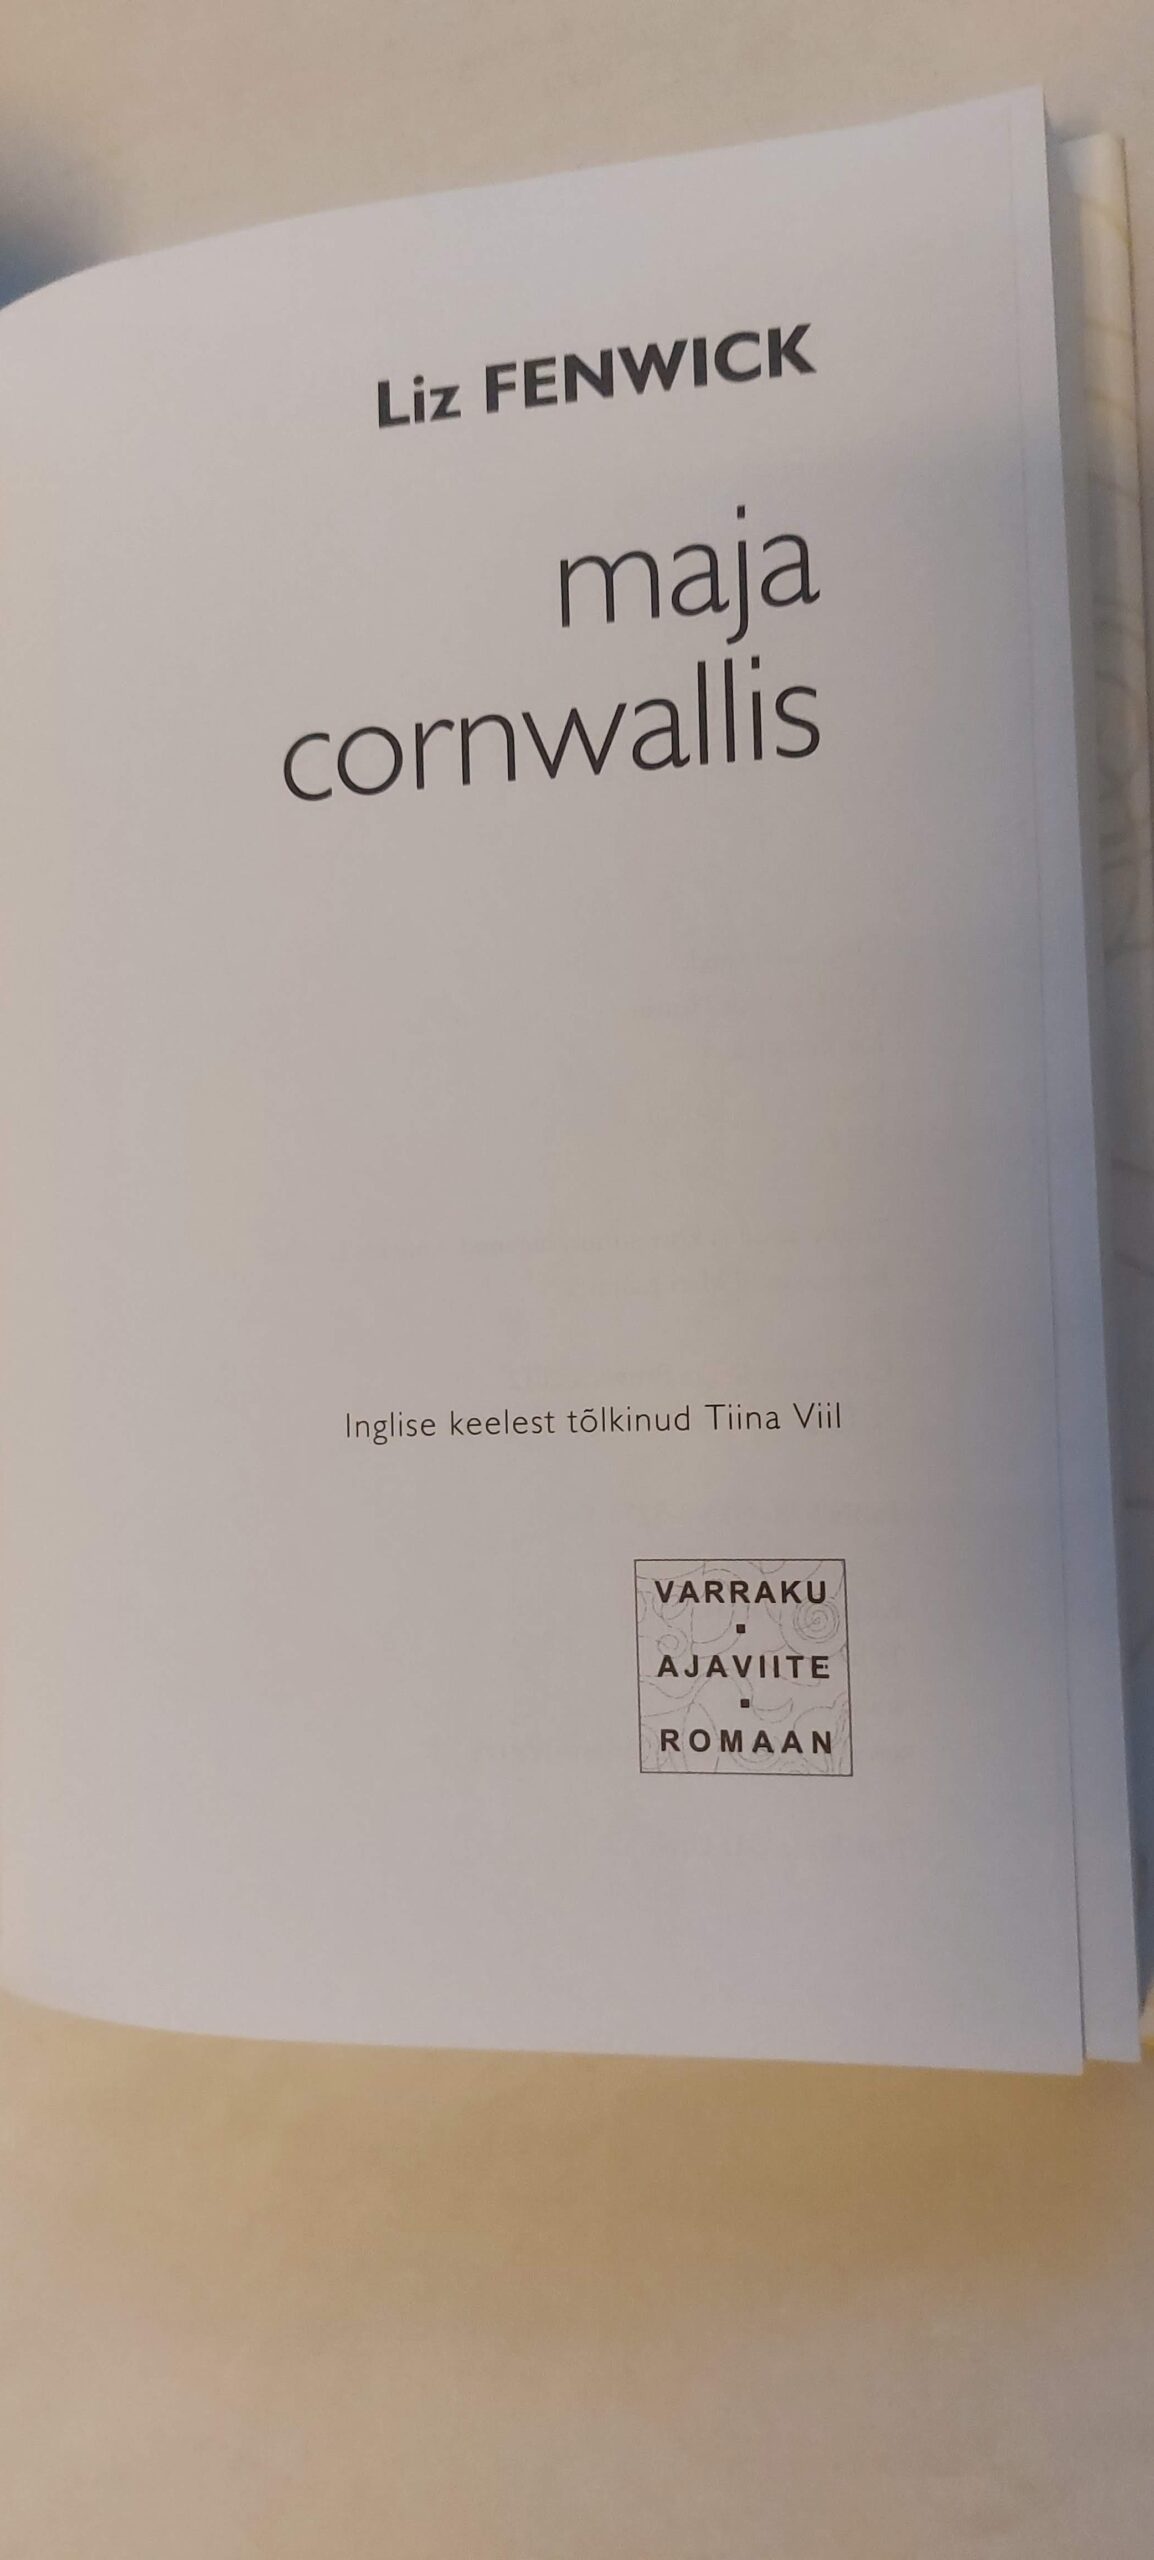 Liz FENWICK
maja
cornwallis
Inglise keelest tõlkinud Tiina Viil
VARRAKU
▪
AJAVIITE
▪
ROMAAN